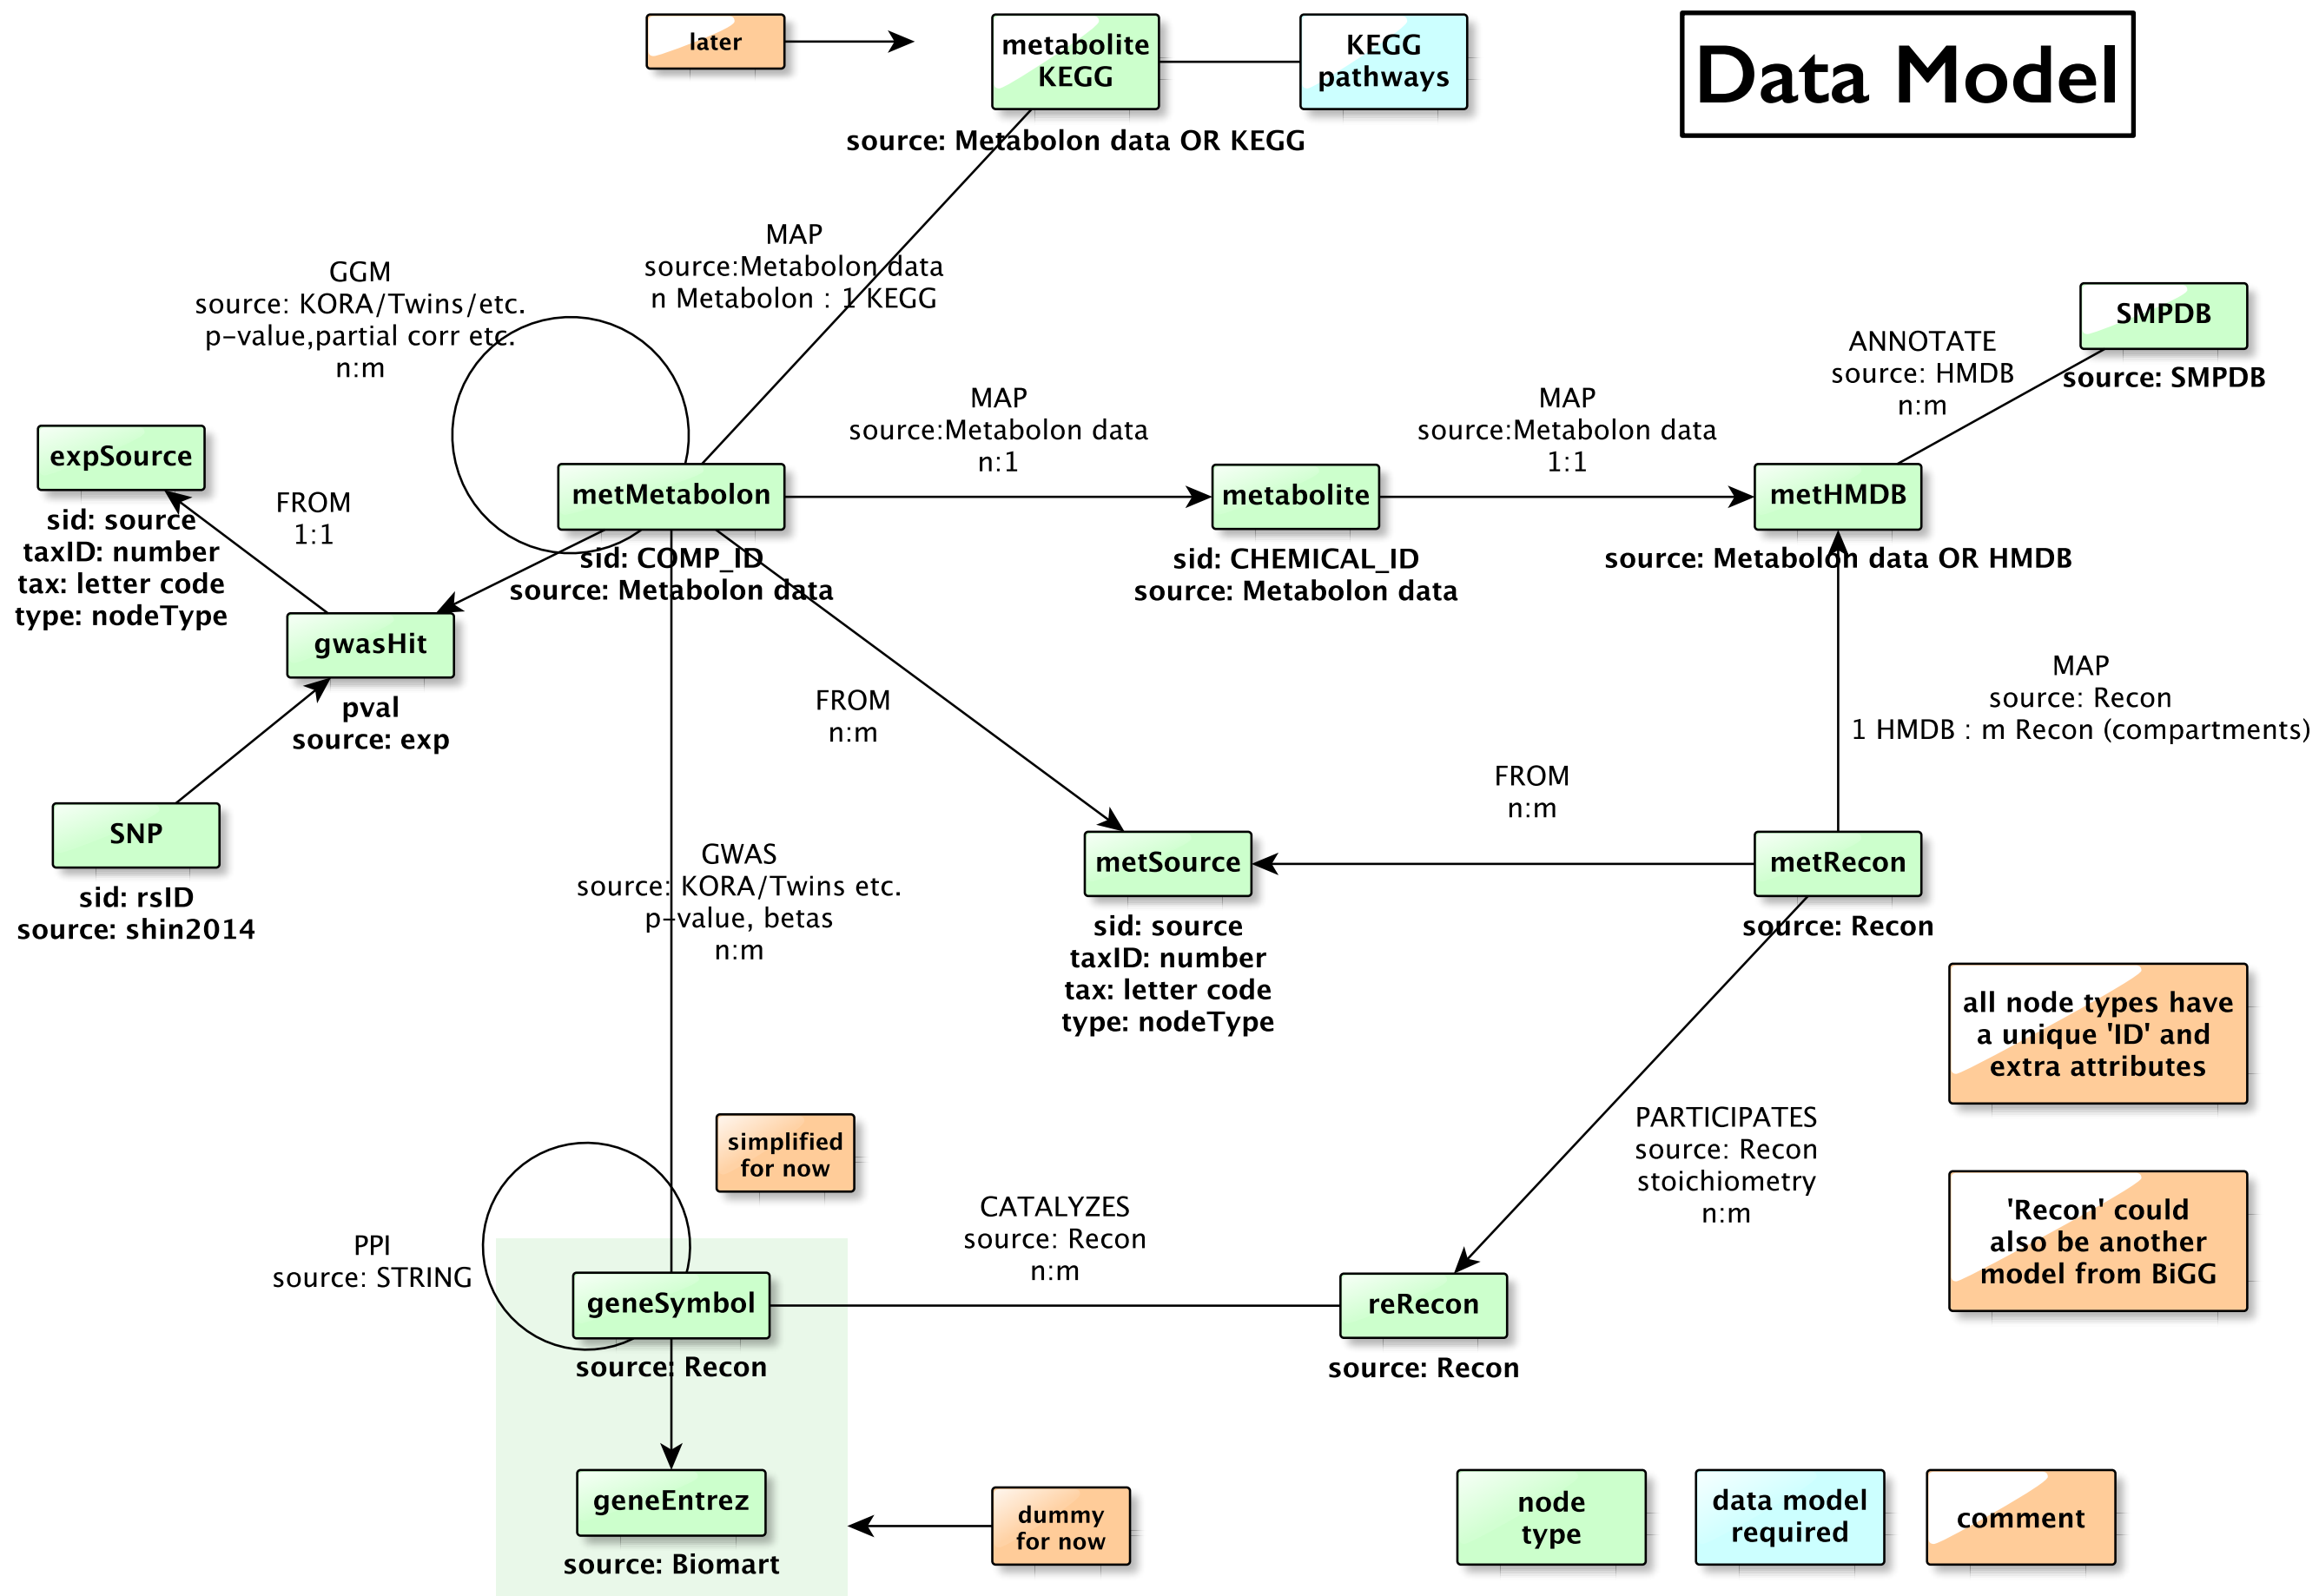 later
metabolite
KEGG
KEGG
pathways
Data Model
source: Metabolon data OR KEGG
MAP
source:Metabolon data
n Metabolon : 1 KEGG
GGM
source: KORA/Twins/etc.
p-value,partial corr etc.
n:m
SMPDB
source: SMPDB
ANNOTATE
source: HMDB
n:m
MAP
source:Metabolon data
n:1
MAP
source:Metabolon data
1:1
expSource
sid: source
taxID: number
tax: letter code
type: nodeType
FROM
1:1
metMetabolon
sid: COMP_ID
source: Metabolon data
metabolite
sid: CHEMICAL_ID
source: Metabolon data
metHMDB
source: Metabolon data OR HMDB
gwasHit
pval
source: exp
FROM
n:m
MAP
source: Recon
1 HMDB : m Recon (compartments)
FROM
n:m
SNP
sid: rsID
source: shin2014
GWAS
source: KORA/Twins etc.
p-value, betas
n:m
metSource
sid: source
taxID: number
tax: letter code
type: nodeType
metRecon
source: Recon
all node types have
a unique 'ID' and
extra attributes
simplified
for now
PARTICIPATES
source: Recon
stoichiometry
n:m
'Recon' could
also be another
model from BiGG
PPI
source: STRING
CATALYZES
source: Recon
n:m
geneSymbol
source: Recon
reRecon
source: Recon
geneEntrez
source: Biomart
dummy
for now
node
type
data model
required
comment